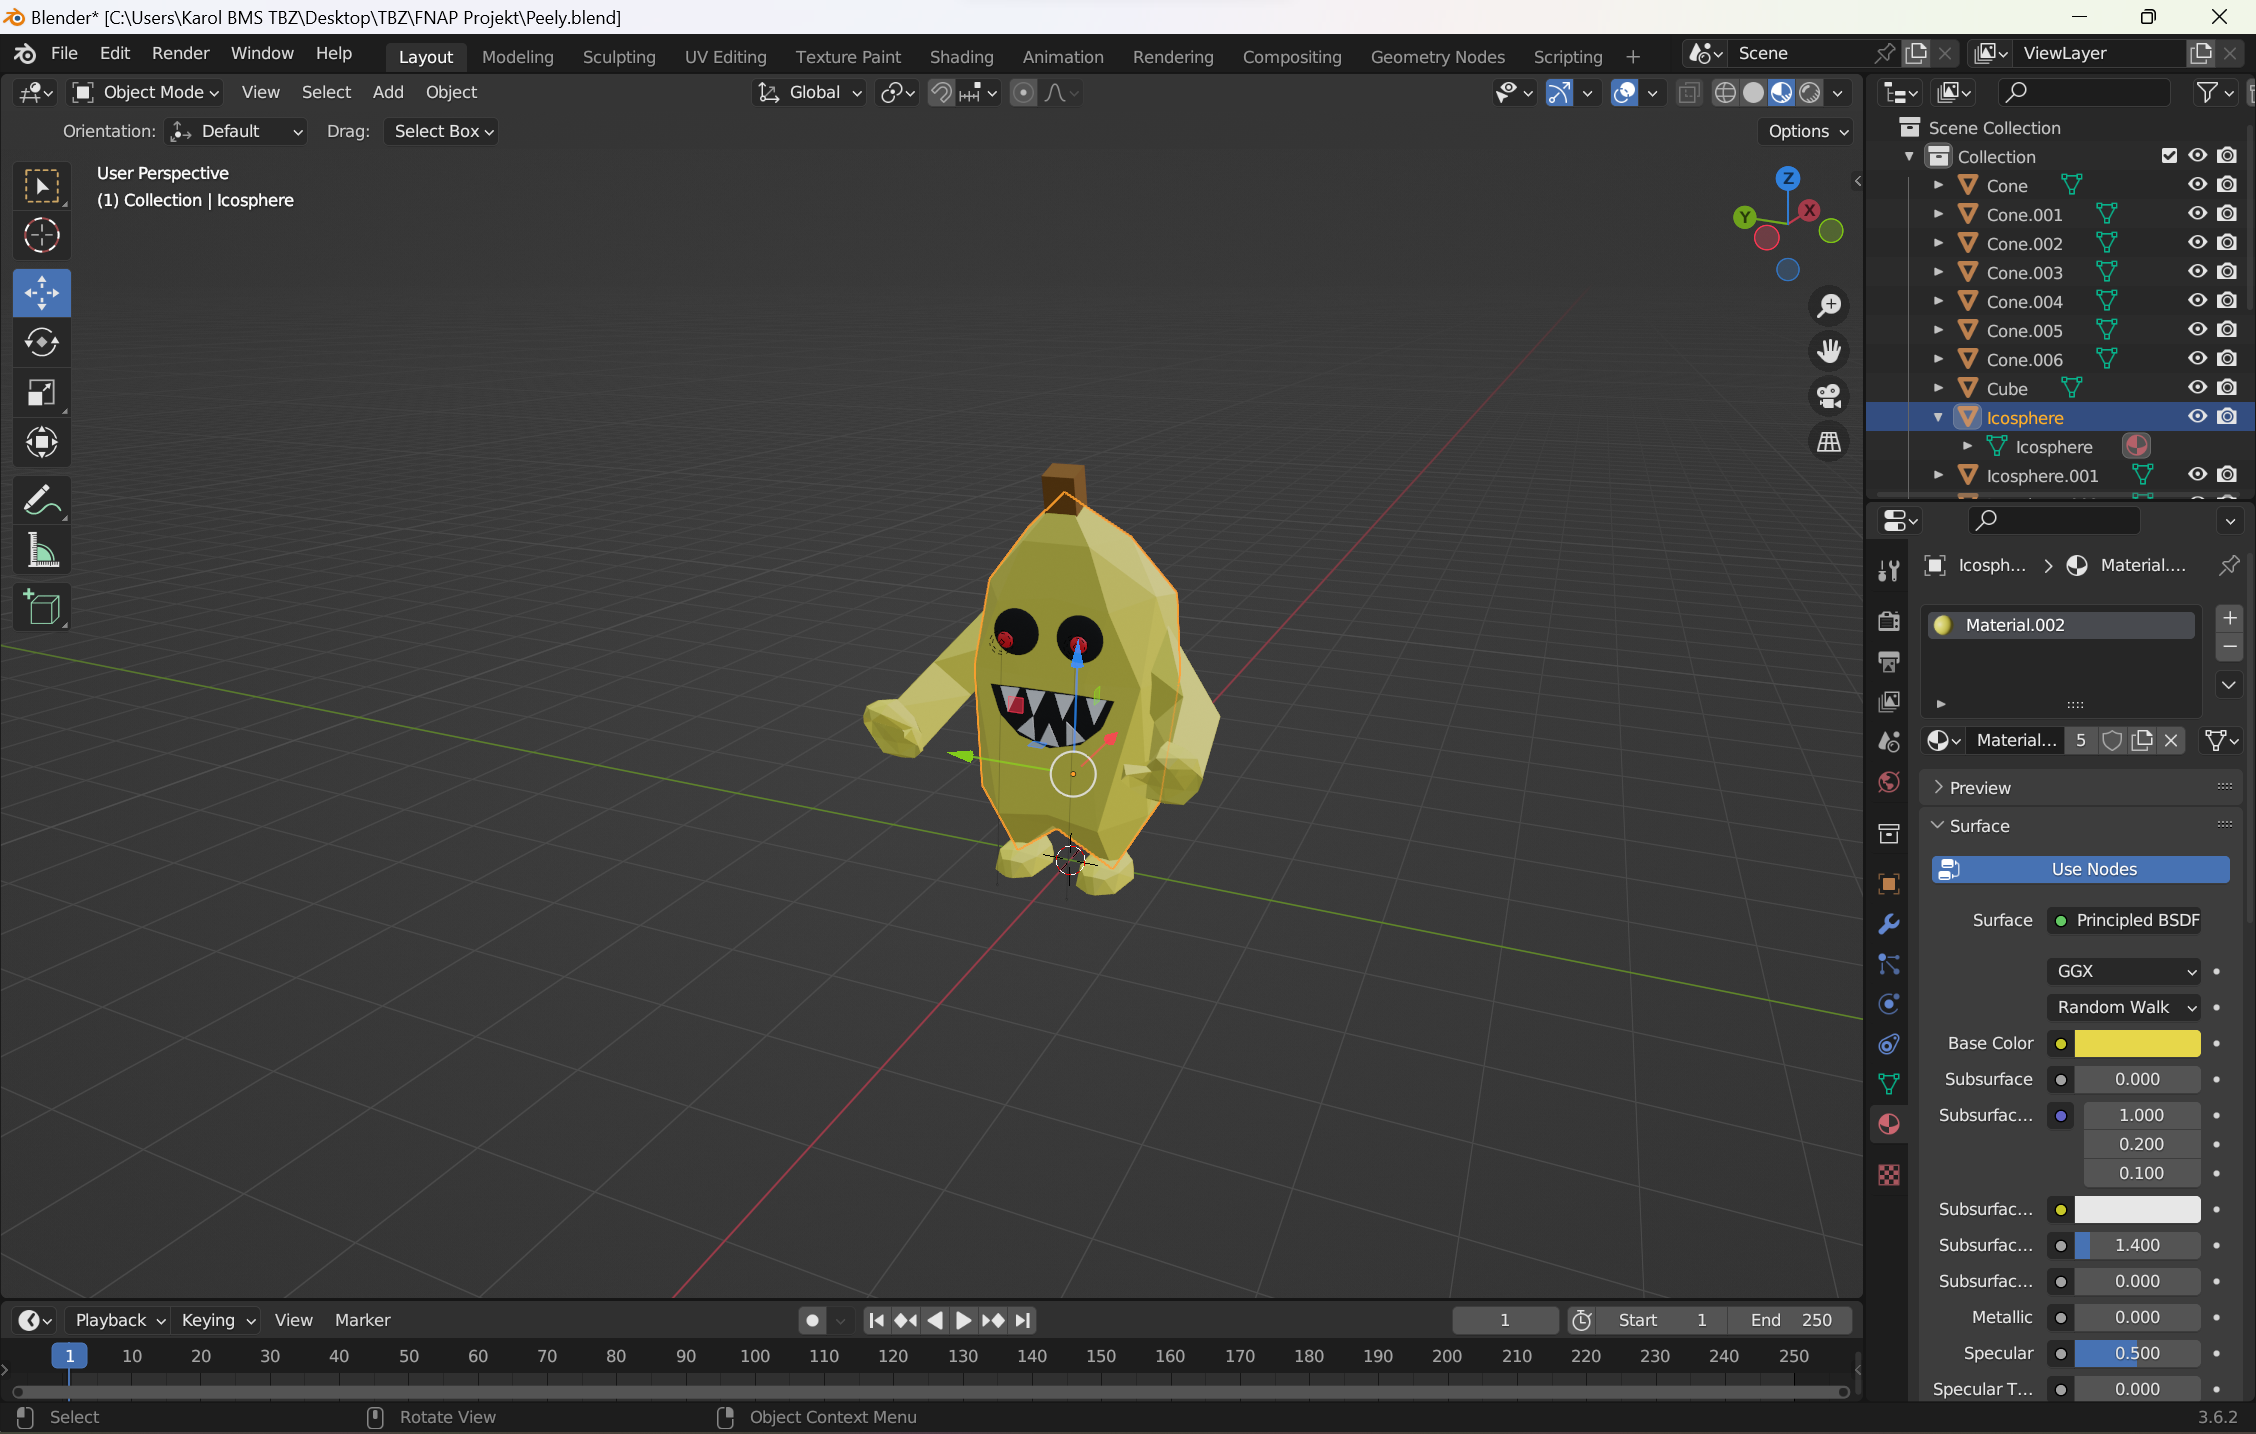 Blender* [C:\Users\Karol BMS TBZ\Desktop\TBZ\FNAP Projekt\Peely.blend]
File Edit Render Window Help Layout Modeling Sculpting UV Editing Texture Paint Shading Animation Rendering Compositing Geometry Nodes Scripting + Scene ViewLayer
Object Mode View Select Add Object Global
Orientation: Default Drag: Select Box Options
User Perspective
(1) Collection | Icosphere
Z
Y X
Scene Collection
Collection
Cone
Cone.001
Cone.002
Cone.003
Cone.004
Cone.005
Cone.006
Cube
Icosphere
Icosphere
Icosphere.001
Icosph... > Material....
Material.002
Material... 5
Preview
Surface
Use Nodes
Surface Principled BSDF
GGX
Random Walk
Base Color
Subsurface 0.000
Subsurfac... 1.000
0.200
0.100
Subsurfac...
Subsurfac... 1.400
Subsurfac... 0.000
Metallic 0.000
Specular 0.500
Specular T... 0.000
Playback Keying View Marker 1 Start 1 End 250
1 10 20 30 40 50 60 70 80 90 100 110 120 130 140 150 160 170 180 190 200 210 220 230 240 250
Select Rotate View Object Context Menu 3.6.2